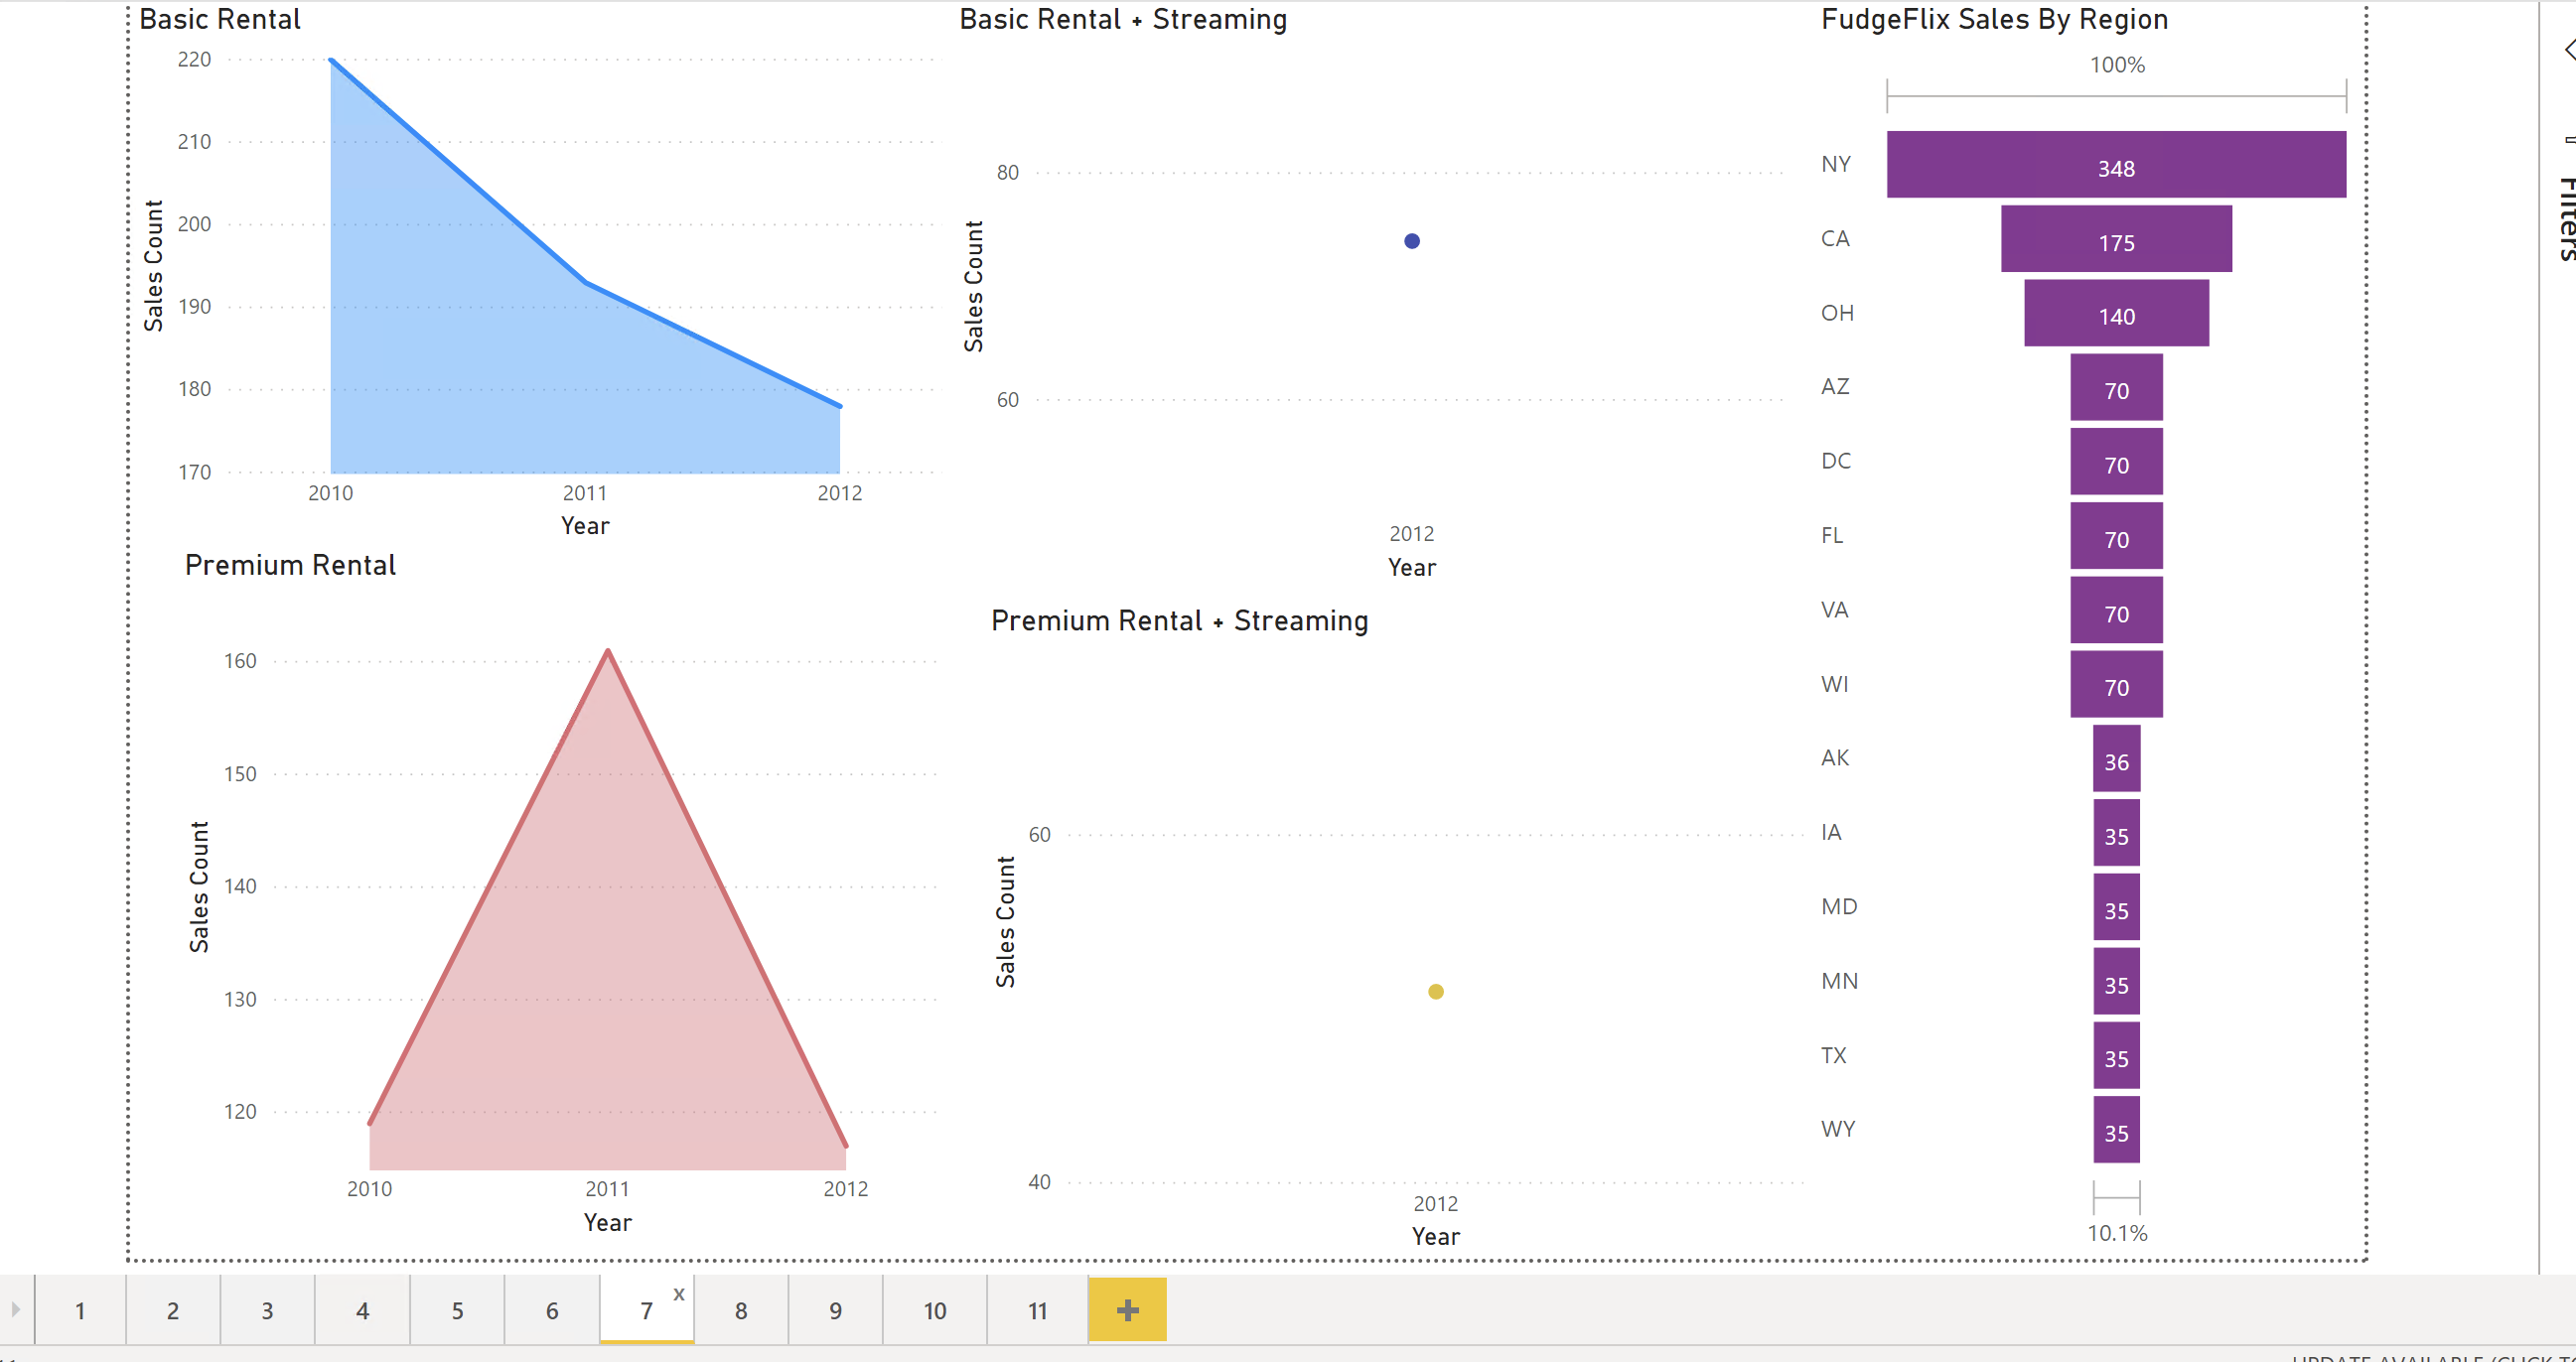 Basic Rental
220
210
200
190
180
170
Sales Count
2010 2011 2012
Year
Basic Rental + Streaming
80
60
Sales Count
2012
Year
Premium Rental
160
150
140
130
120
Sales Count
2010 2011 2012
Year
Premium Rental + Streaming
60
40
Sales Count
2012
Year
FudgeFlix Sales By Region
100%
NY 348
CA 175
OH 140
AZ 70
DC 70
FL 70
VA 70
WI 70
AK 36
IA 35
MD 35
MN 35
TX 35
WY 35
10.1%
Filters
1 2 3 4 5 6 7 x 8 9 10 11 +
UPDATE AVAILABLE (CLICK